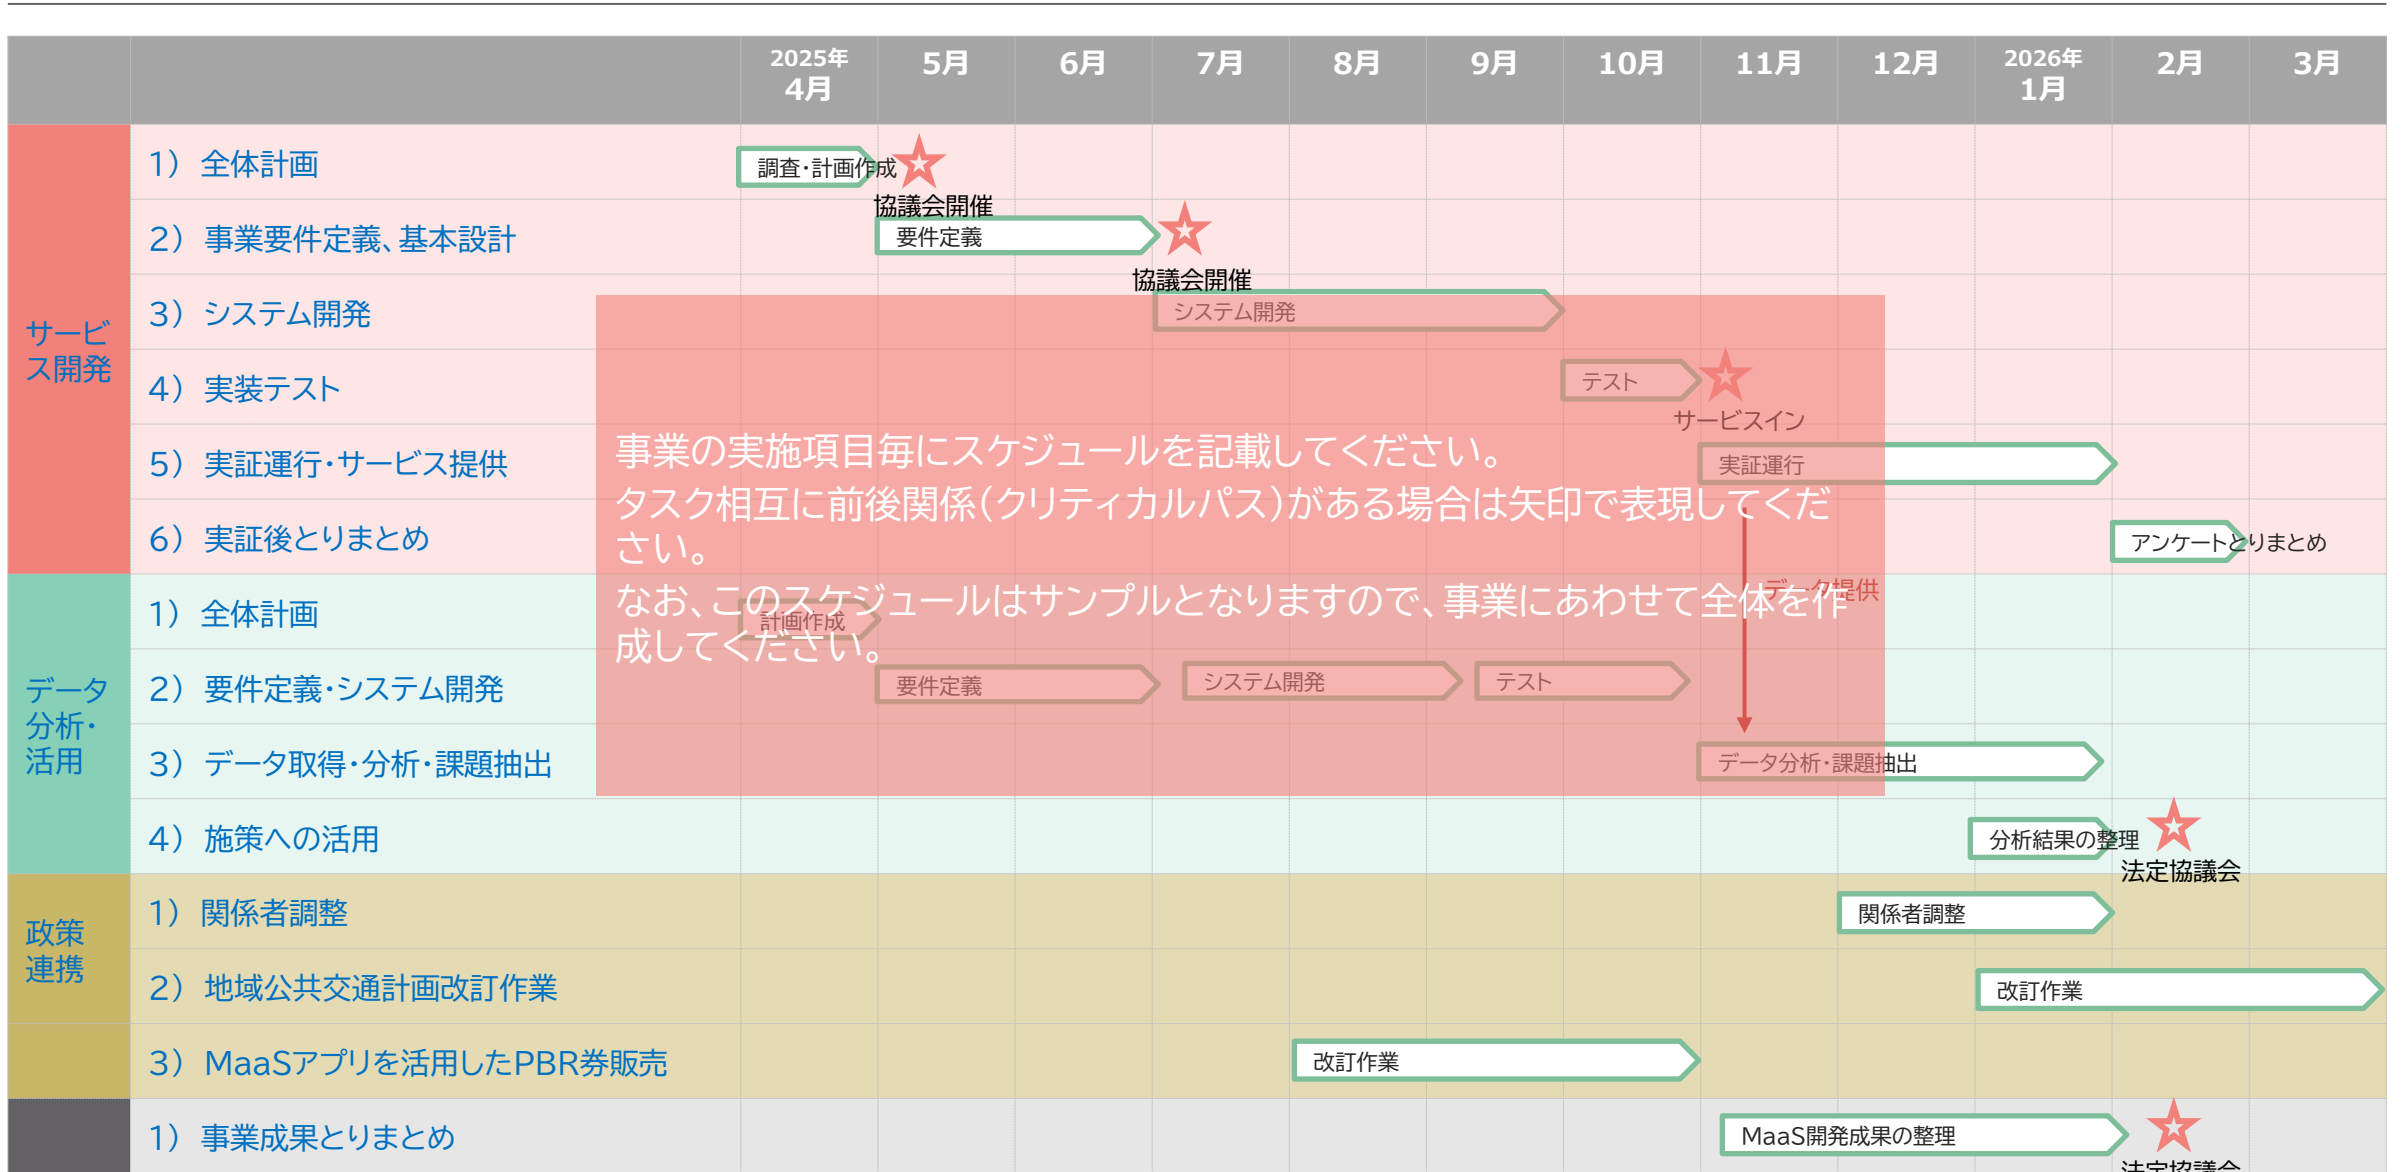 2025年
4月
5月
6月
7月
8月
9月
10月
11月
12月
2026年
1月
2月
3月
サービ
ス開発
1） 全体計画
調査・計画作成
協議会開催
2） 事業要件定義、基本設計
要件定義
協議会開催
3） システム開発
システム開発
4） 実装テスト
テスト
サービスイン
5） 実証運行・サービス提供
実証運行
6） 実証後とりまとめ
アンケートとりまとめ
事業の実施項目毎にスケジュールを記載してください。
タスク相互に前後関係（クリティカルパス）がある場合は矢印で表現してくだ
さい。
なお、このスケジュールはサンプルとなりますので、事業にあわせて全体を作
成してください。
データ提供
データ
分析・
活用
1） 全体計画
計画作成
2） 要件定義・システム開発
要件定義
システム開発
テスト
3） データ取得・分析・課題抽出
データ分析・課題抽出
4） 施策への活用
分析結果の整理
法定協議会
政策
連携
1） 関係者調整
関係者調整
2） 地域公共交通計画改訂作業
改訂作業
3） MaaSアプリを活用したPBR券販売
改訂作業
1） 事業成果とりまとめ
MaaS開発成果の整理
法定協議会